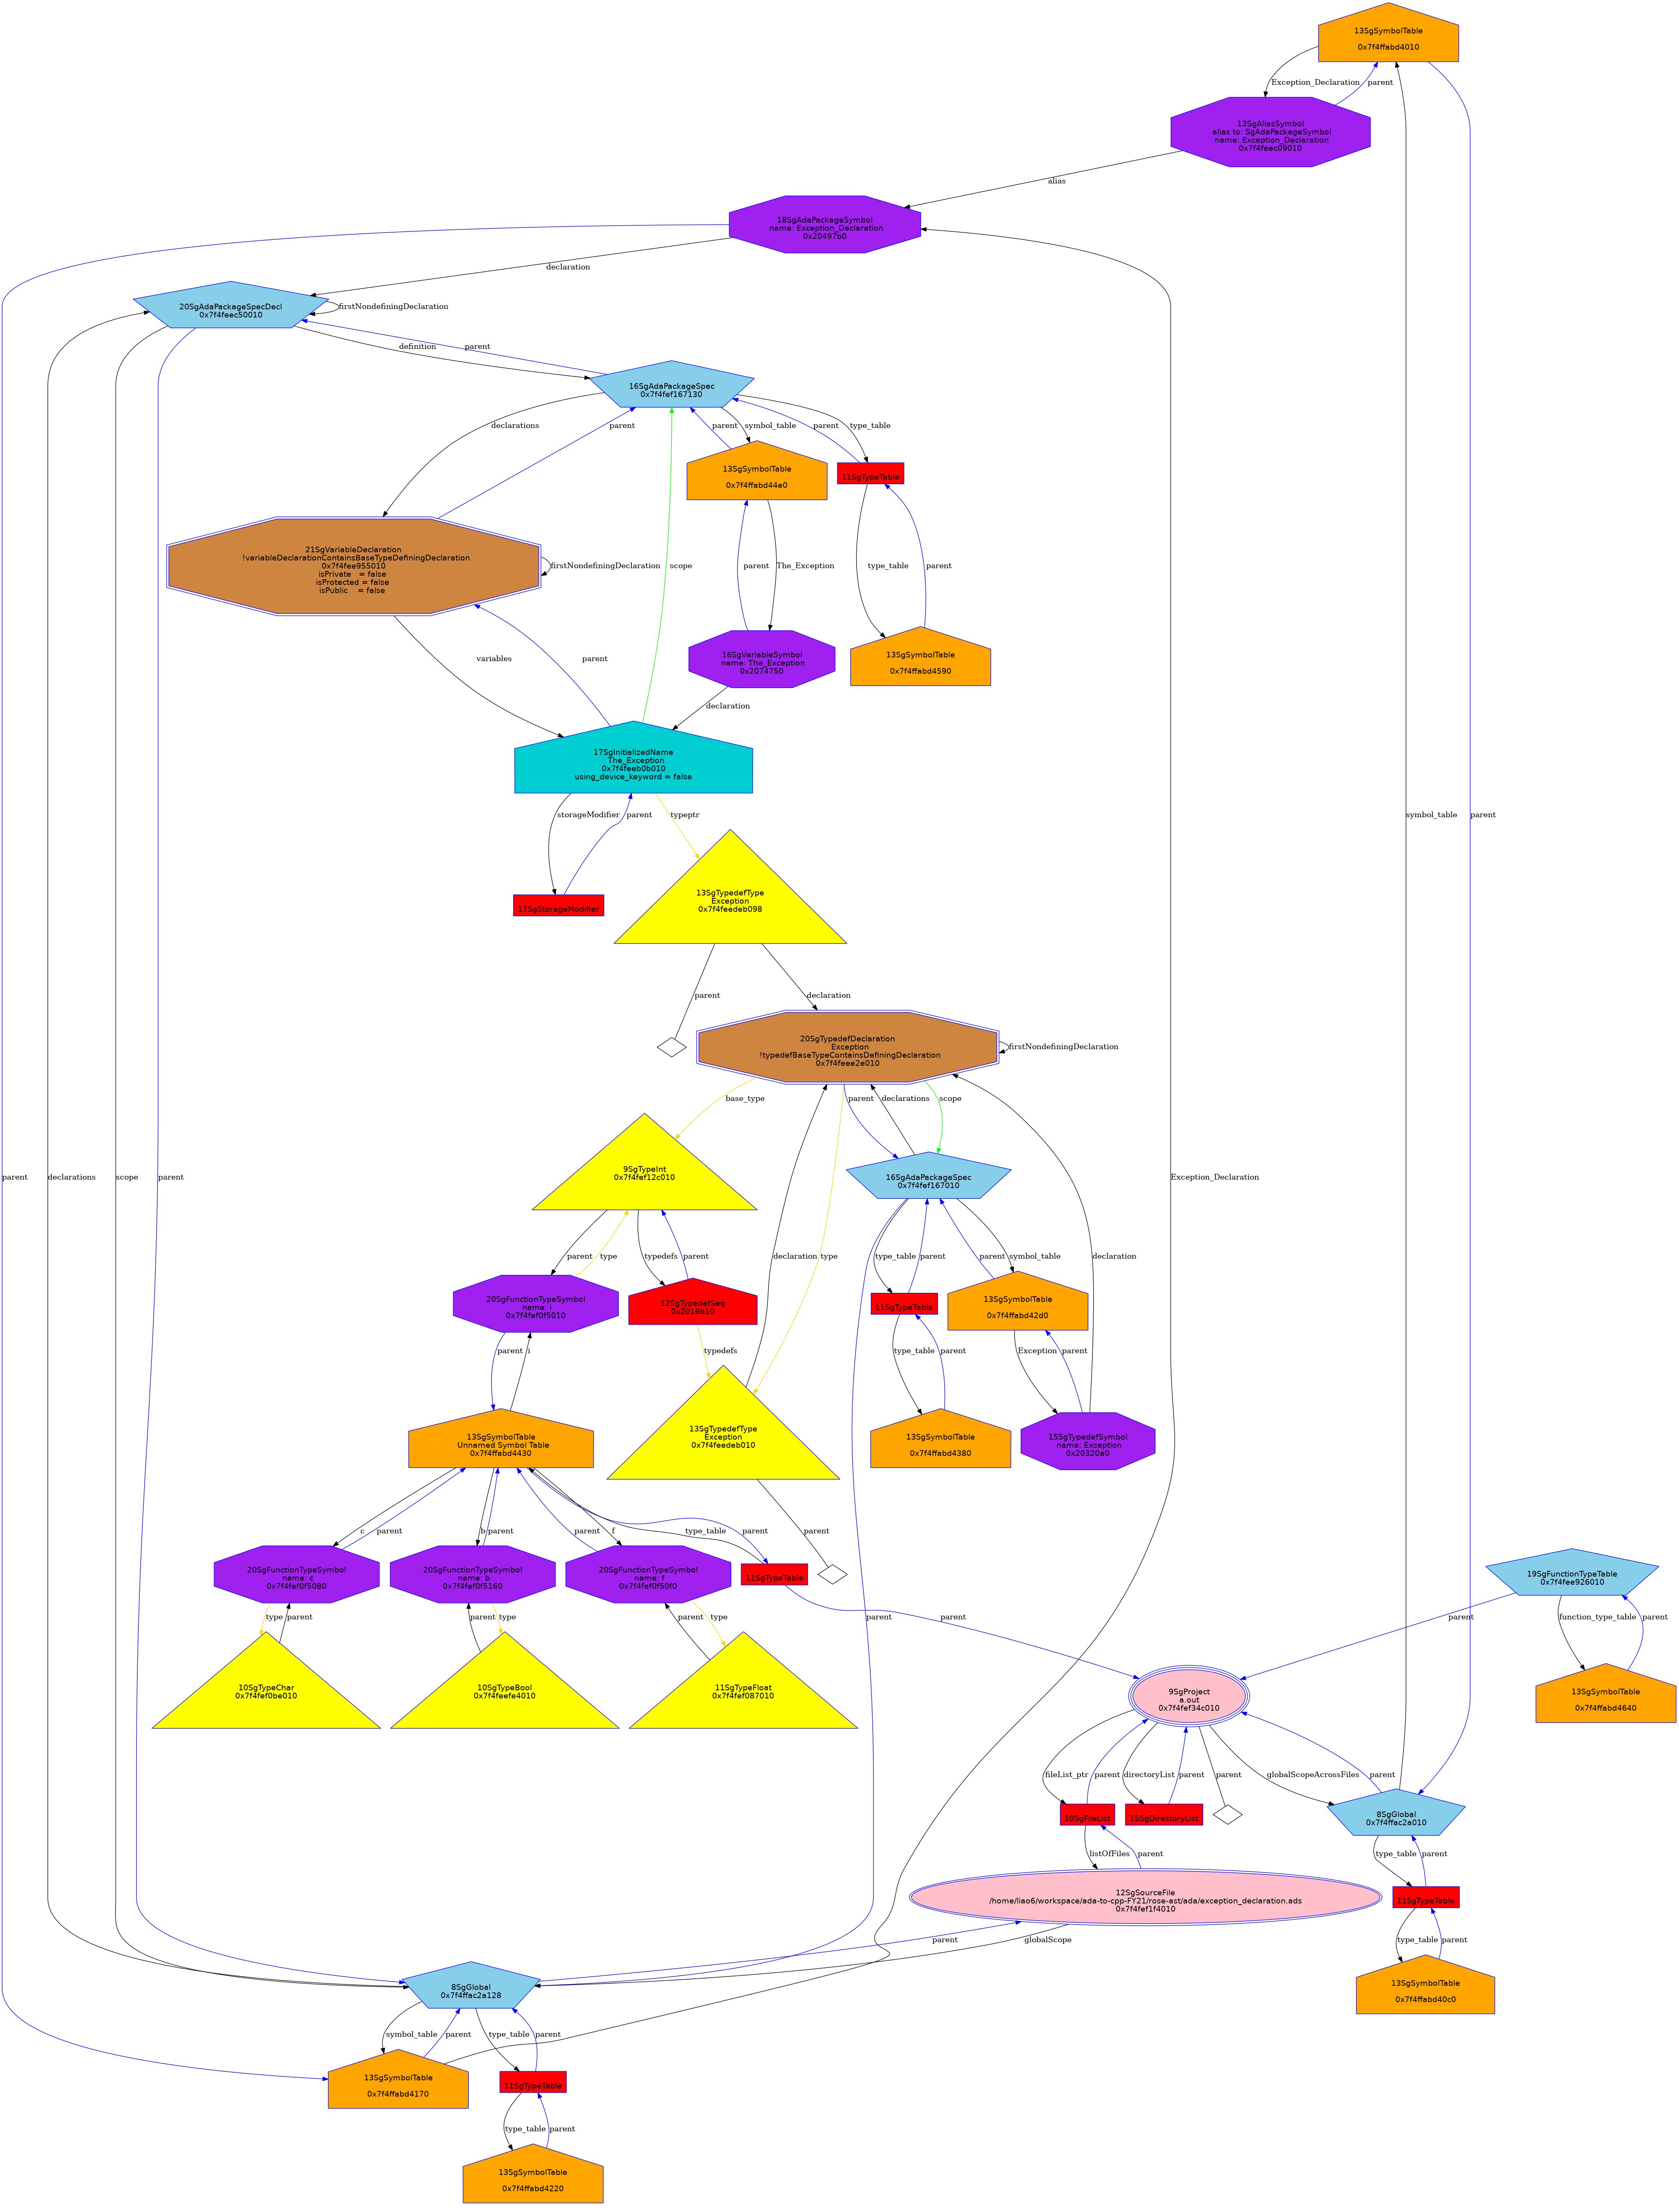 13SgSymbolTable
0x7f4ffabd4010
Exception_Declaration
parent
13SgAliasSymbol
alias to: SgAdaPackageSymbol
name: Exception_Declaration
0x7f4feec09010
alias
18SgAdaPackageSymbol
name: Exception_Declaration
0x20497b0
declaration
20SgAdaPackageSpecDecl
0x7f4feec50010
firstNondefiningDeclaration
definition
parent
16SgAdaPackageSpec
0x7f4fef167130
declarations
parent
parent
symbol_table
parent
type_table
13SgSymbolTable
0x7f4ffabd44e0
11SgTypeTable
21SgVariableDeclaration
!variableDeclarationContainsBaseTypeDefiningDeclaration
0x7f4fee955010
isPrivate   = false
isProtected = false
isPublic    = false
firstNondefiningDeclaration
scope
parent
The_Exception
type_table
parent
16SgVariableSymbol
name: The_Exception
0x2074750
13SgSymbolTable
0x7f4ffabd4590
variables
parent
declaration
17SgInitializedName
The_Exception
0x7f4feeb0b010
using_device_keyword = false
storageModifier
parent
typeptr
symbol_table
parent
17SgStorageModifier
13SgTypedefType
Exception
0x7f4feedeb098
parent
declaration
20SgTypedefDeclaration
Exception
!typedefBaseTypeContainsDefiningDeclaration
0x7f4feee2e010
firstNondefiningDeclaration
base_type
parent
declarations
scope
9SgTypeInt
0x7f4fef12c010
16SgAdaPackageSpec
0x7f4fef167010
parent
declarations
scope
parent
Exception_Declaration
parent
type
typedefs
parent
declaration
type
type_table
parent
parent
symbol_table
declaration
20SgFunctionTypeSymbol
name: i
0x7f4fef0f5010
12SgTypedefSeq
0x2016b10
11SgTypeTable
13SgSymbolTable
0x7f4ffabd42d0
parent
i
typedefs
type_table
parent
Exception
parent
13SgSymbolTable
Unnamed Symbol Table
0x7f4ffabd4430
13SgTypedefType
Exception
0x7f4feedeb010
13SgSymbolTable
0x7f4ffabd4380
15SgTypedefSymbol
name: Exception
0x20320a0
c
parent
b
parent
parent
f
type_table
parent
parent
20SgFunctionTypeSymbol
name: c
0x7f4fef0f5080
20SgFunctionTypeSymbol
name: b
0x7f4fef0f5160
20SgFunctionTypeSymbol
name: f
0x7f4fef0f50f0
11SgTypeTable
19SgFunctionTypeTable
0x7f4fee926010
type
parent
parent
type
parent
type
parent
parent
parent
function_type_table
parent
10SgTypeChar
0x7f4fef0be010
10SgTypeBool
0x7f4feefe4010
11SgTypeFloat
0x7f4fef087010
9SgProject
a.out
0x7f4fef34c010
13SgSymbolTable
0x7f4ffabd4640
fileList_ptr
parent
directoryList
parent
parent
globalScopeAcrossFiles
parent
10SgFileList
15SgDirectoryList
8SgGlobal
0x7f4ffac2a010
listOfFiles
parent
type_table
parent
12SgSourceFile
/home/liao6/workspace/ada-to-cpp-FY21/rose-ast/ada/exception_declaration.ads
0x7f4fef1f4010
11SgTypeTable
parent
globalScope
type_table
parent
8SgGlobal
0x7f4ffac2a128
13SgSymbolTable
0x7f4ffabd40c0
symbol_table
parent
type_table
parent
13SgSymbolTable
0x7f4ffabd4170
11SgTypeTable
type_table
parent
13SgSymbolTable
0x7f4ffabd4220